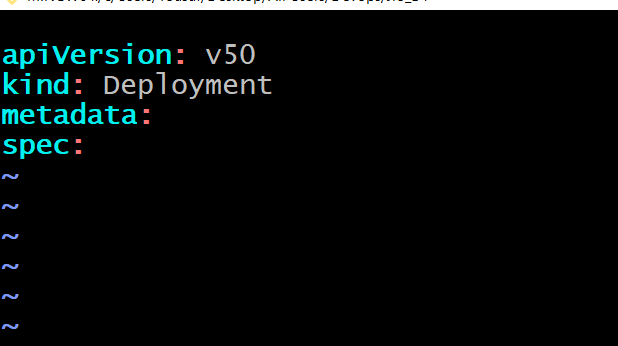 apiVersion: v50
kind: Deployment
metadata:
spec:
~
~
~
~
~
~